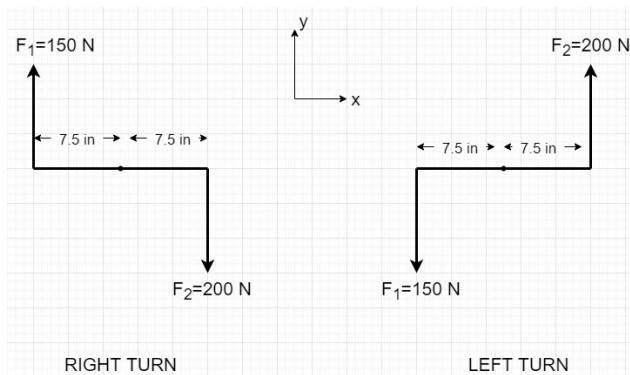 y
F₁=150 N
F₂=200 N
x
7.5 in 7.5 in
7.5 in 7.5 in
F₂=200 N
F₁=150 N
RIGHT TURN
LEFT TURN